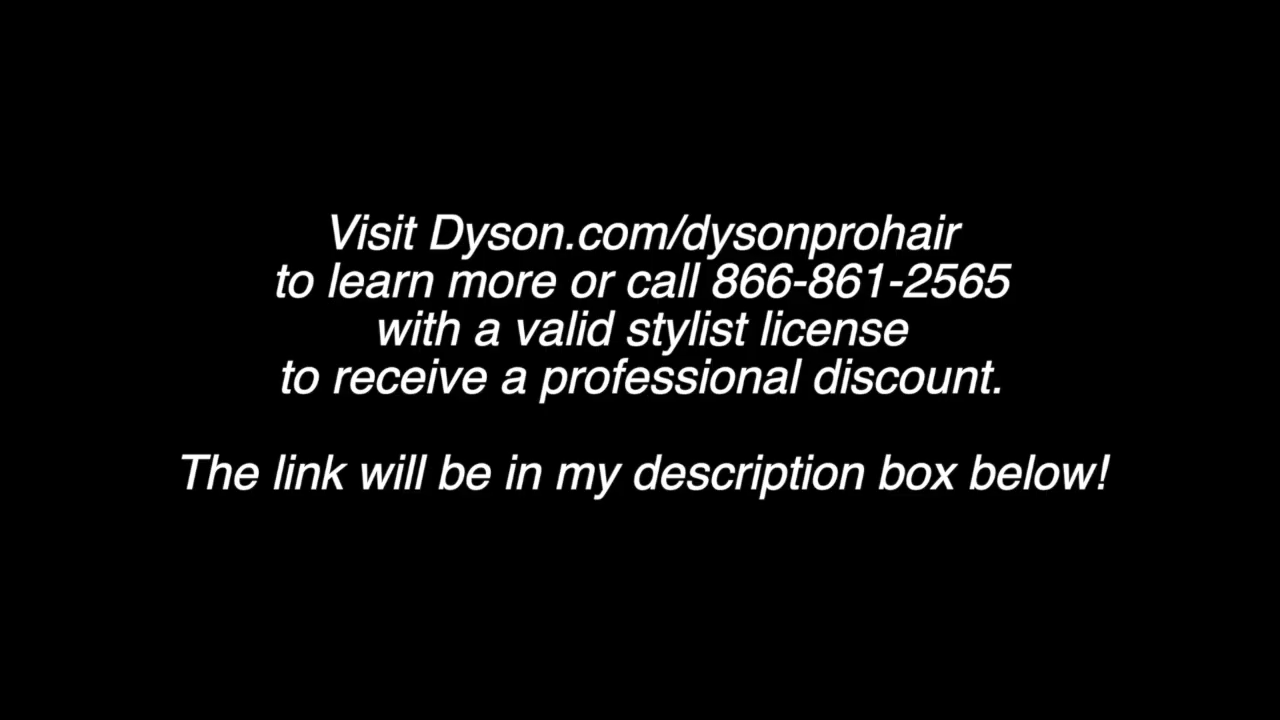 Visit Dyson.com/dysonprohair
to learn more or call 866-861-2565
with a valid stylist license
to receive a professional discount.
The link will be in my description box below!